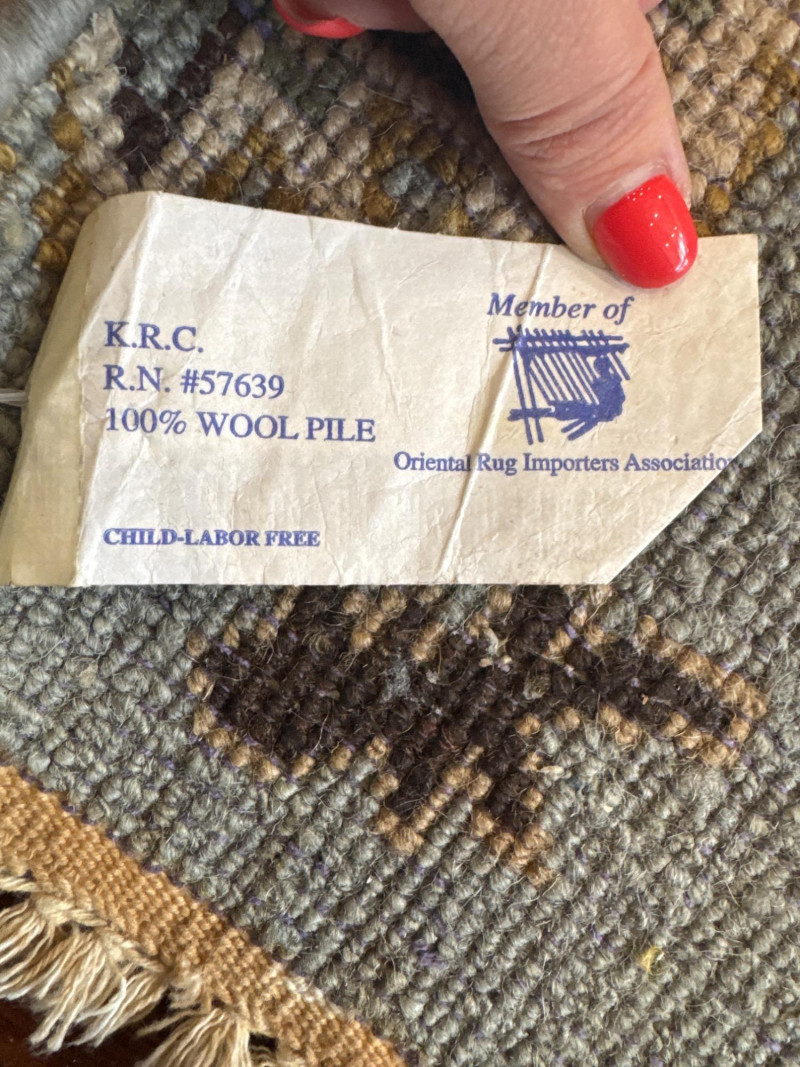 K.R.C.
R.N. #57639
100% WOOL PILE
CHILD-LABOR FREE
Member of
Oriental Rug Importers Associatio